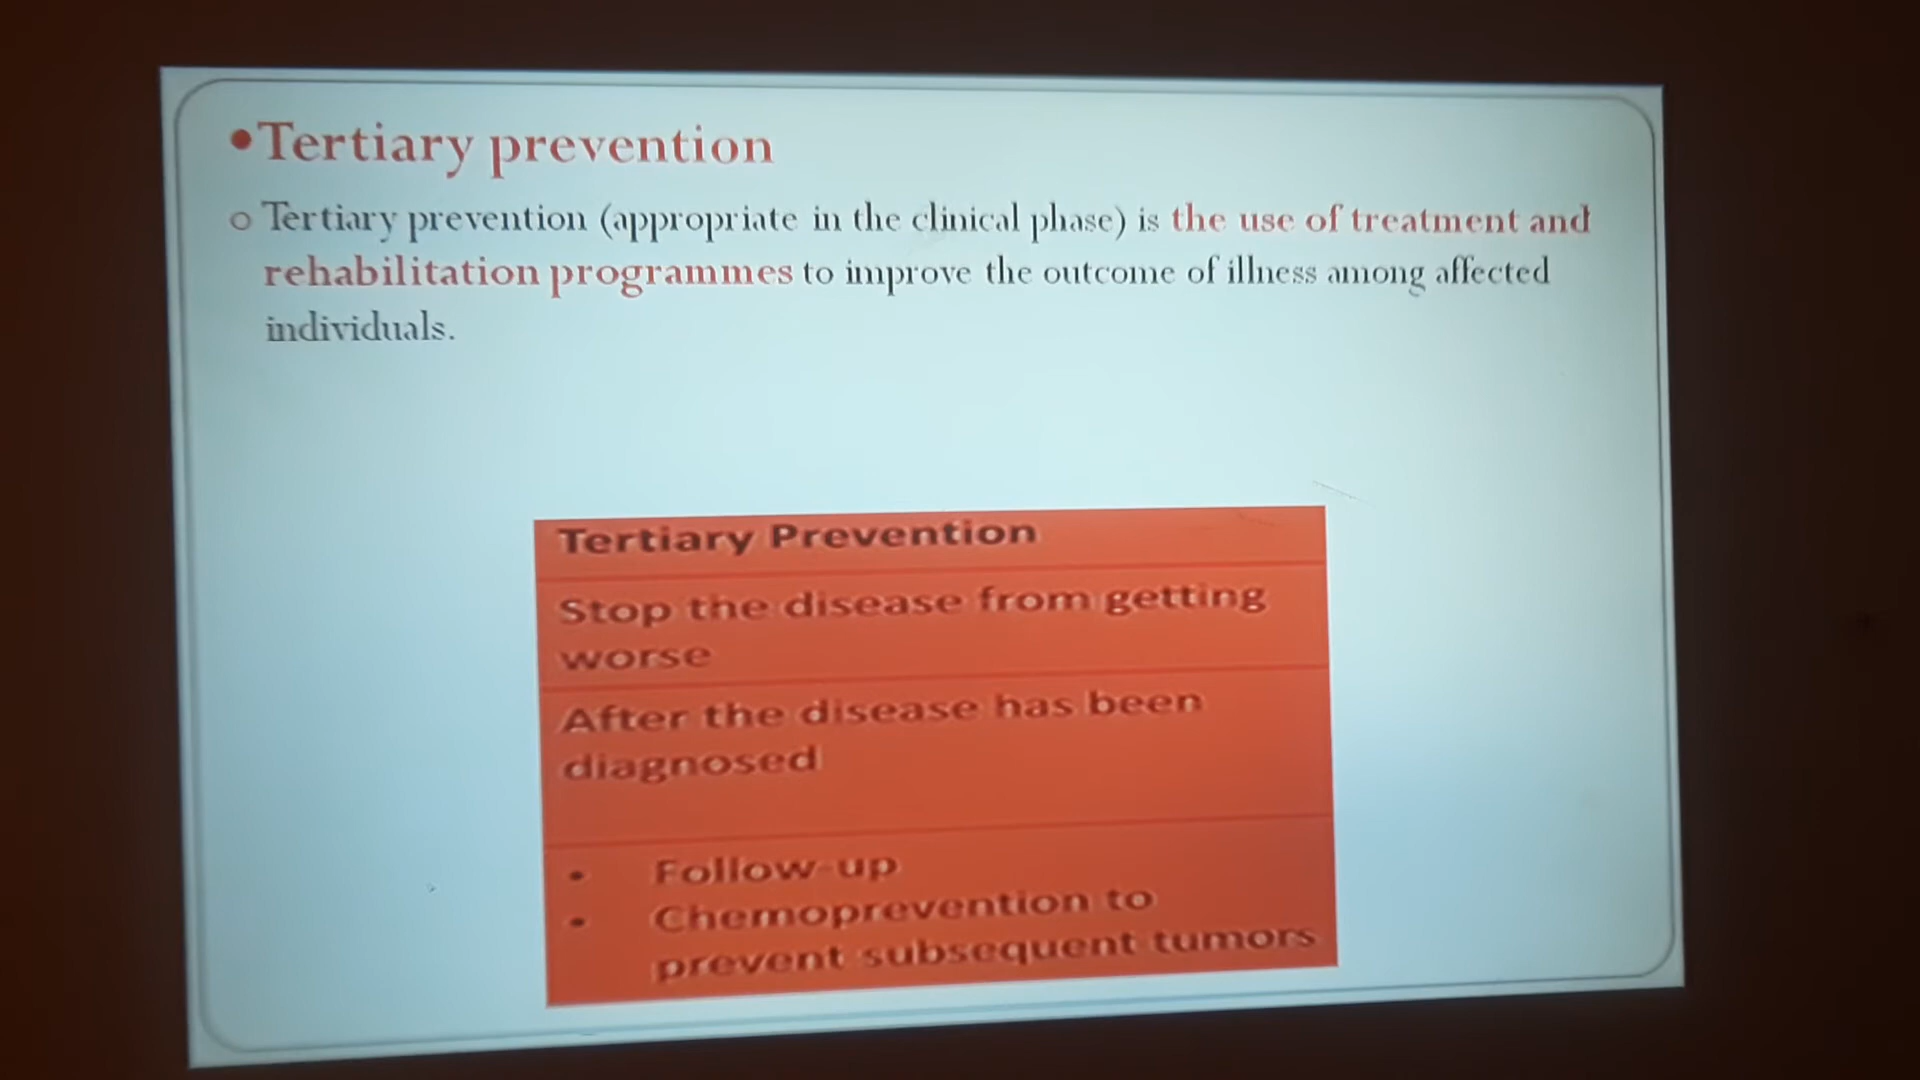 •Tertiary prevention
○ Tertiary prevention (appropriate in the clinical phase) is the use of treatment and
rehabilitation programmes to improve the outcome of illness among affected
individuals.
Tertiary Prevention
Stop the disease from getting
worse
After the disease has been
diagnosed
• Follow-up
• Chemoprevention to
prevent subsequent tumors